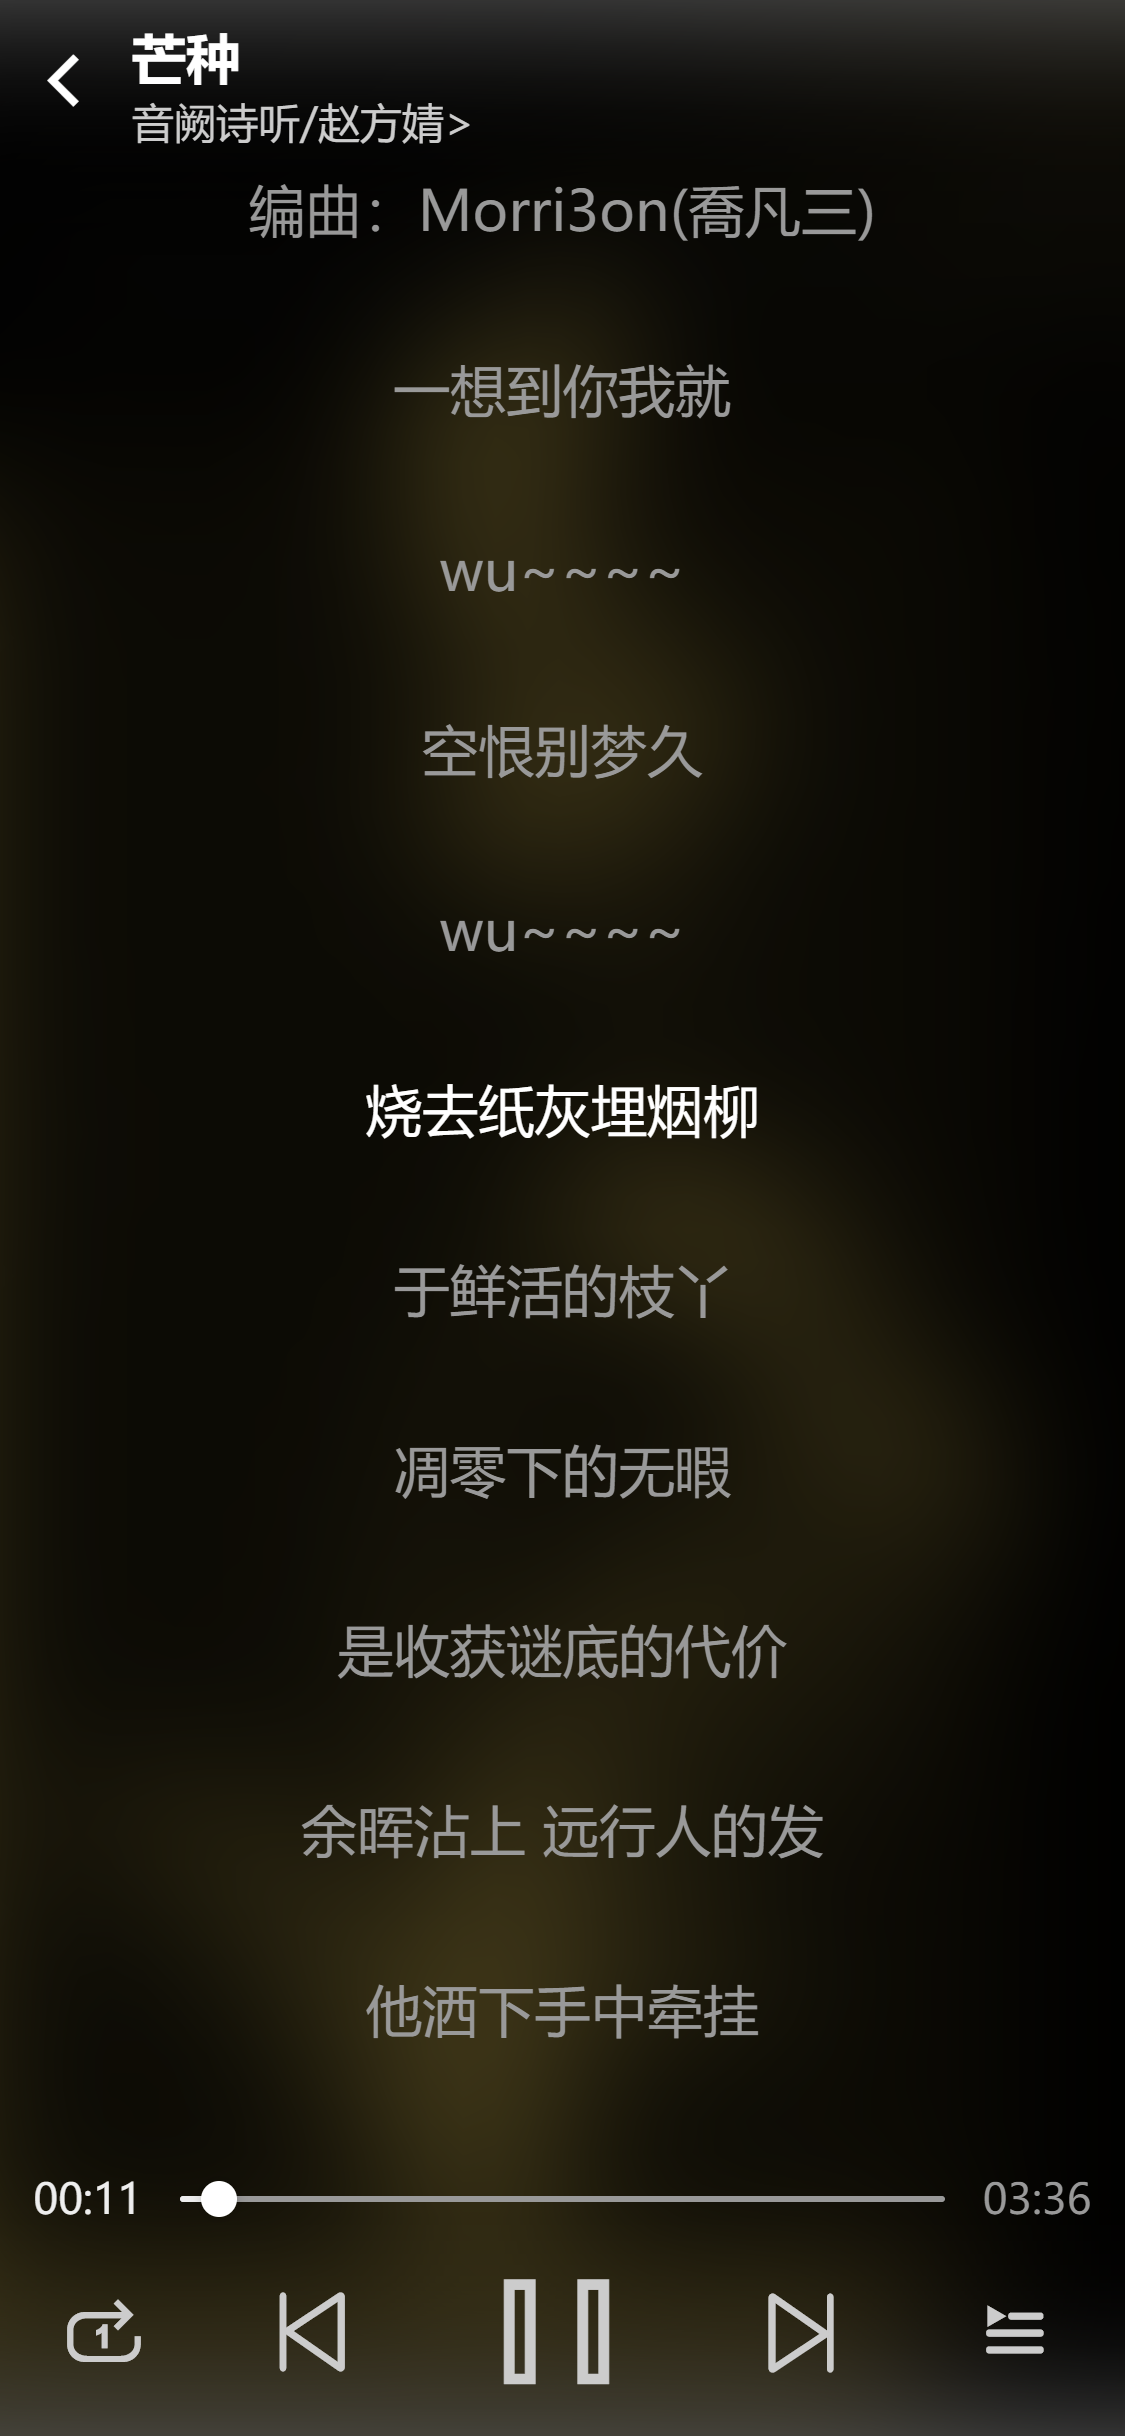 芒种
音阙诗听/赵方婧>
编曲：Morri3on(喬凡三)
一想到你我就
wu~~~~
空恨别梦久
wu~~~~
烧去纸灰埋烟柳
于鲜活的枝丫
凋零下的无暇
是收获谜底的代价
余晖沾上 远行人的发
他洒下手中牵挂
00:11
03:36
1